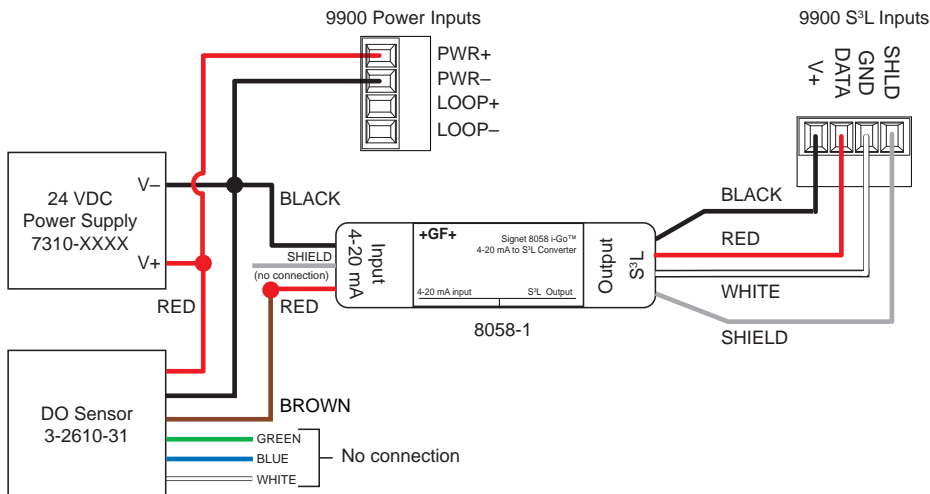 9900 Power Inputs
PWR+
PWR–
LOOP+
LOOP–
9900 S³L Inputs
V+
DATA
GND
SHLD
24 VDC
Power Supply
7310-XXXX
V–
V+
BLACK
SHIELD
(no connection)
RED
RED
Input
4-20 mA
+GF+
Signet 8058 i-Go™
4-20 mA to S³L Converter
4-20 mA input
S³L Output
Output
S³L
8058-1
BLACK
RED
WHITE
SHIELD
DO Sensor
3-2610-31
BROWN
GREEN
BLUE
WHITE
No connection